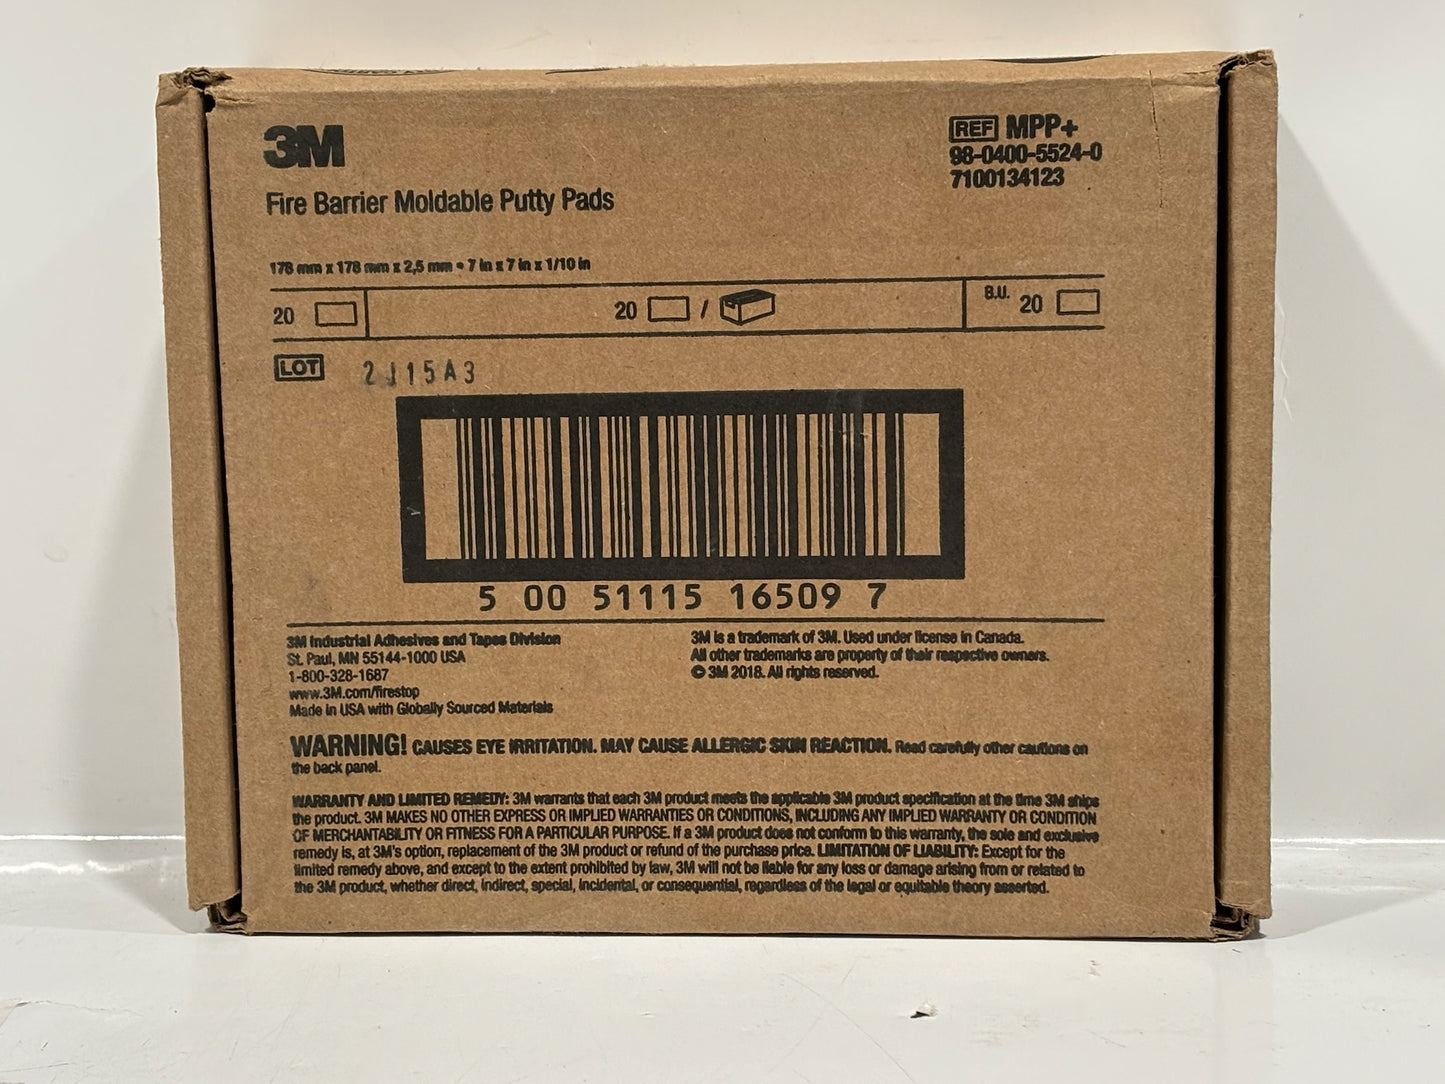 3M
REF MPP+
98-0400-5524-0
7100134123
Fire Barrier Moldable Putty Pads
178 mm x 178 mm x 2,5 mm • 7 in x 7 in x 1/10 in
20
20 /
B.U. 20
LOT 2J15A3
5 00 51115 16509 7
3M Industrial Adhesives and Tapes Division
St. Paul, MN 55144-1000 USA
1-800-328-1687
www.3M.com/firestop
Made in USA with Globally Sourced Materials
3M is a trademark of 3M. Used under license in Canada.
All other trademarks are property of their respective owners.
© 3M 2018. All rights reserved.
WARNING! CAUSES EYE IRRITATION. MAY CAUSE ALLERGIC SKIN REACTION. Read carefully other cautions on
the back panel.
WARRANTY AND LIMITED REMEDY: 3M warrants that each 3M product meets the applicable 3M product specification at the time 3M ships
the product. 3M MAKES NO OTHER EXPRESS OR IMPLIED WARRANTIES OR CONDITIONS, INCLUDING ANY IMPLIED WARRANTY OR CONDITION
OF MERCHANTABILITY OR FITNESS FOR A PARTICULAR PURPOSE. If a 3M product does not conform to this warranty, the sole and exclusive
remedy is, at 3M's option, replacement of the 3M product or refund of the purchase price. LIMITATION OF LIABILITY: Except for the
limited remedy above, and except to the extent prohibited by law, 3M will not be liable for any loss or damage arising from or related to
the 3M product, whether direct, indirect, special, incidental, or consequential, regardless of the legal or equitable theory asserted.